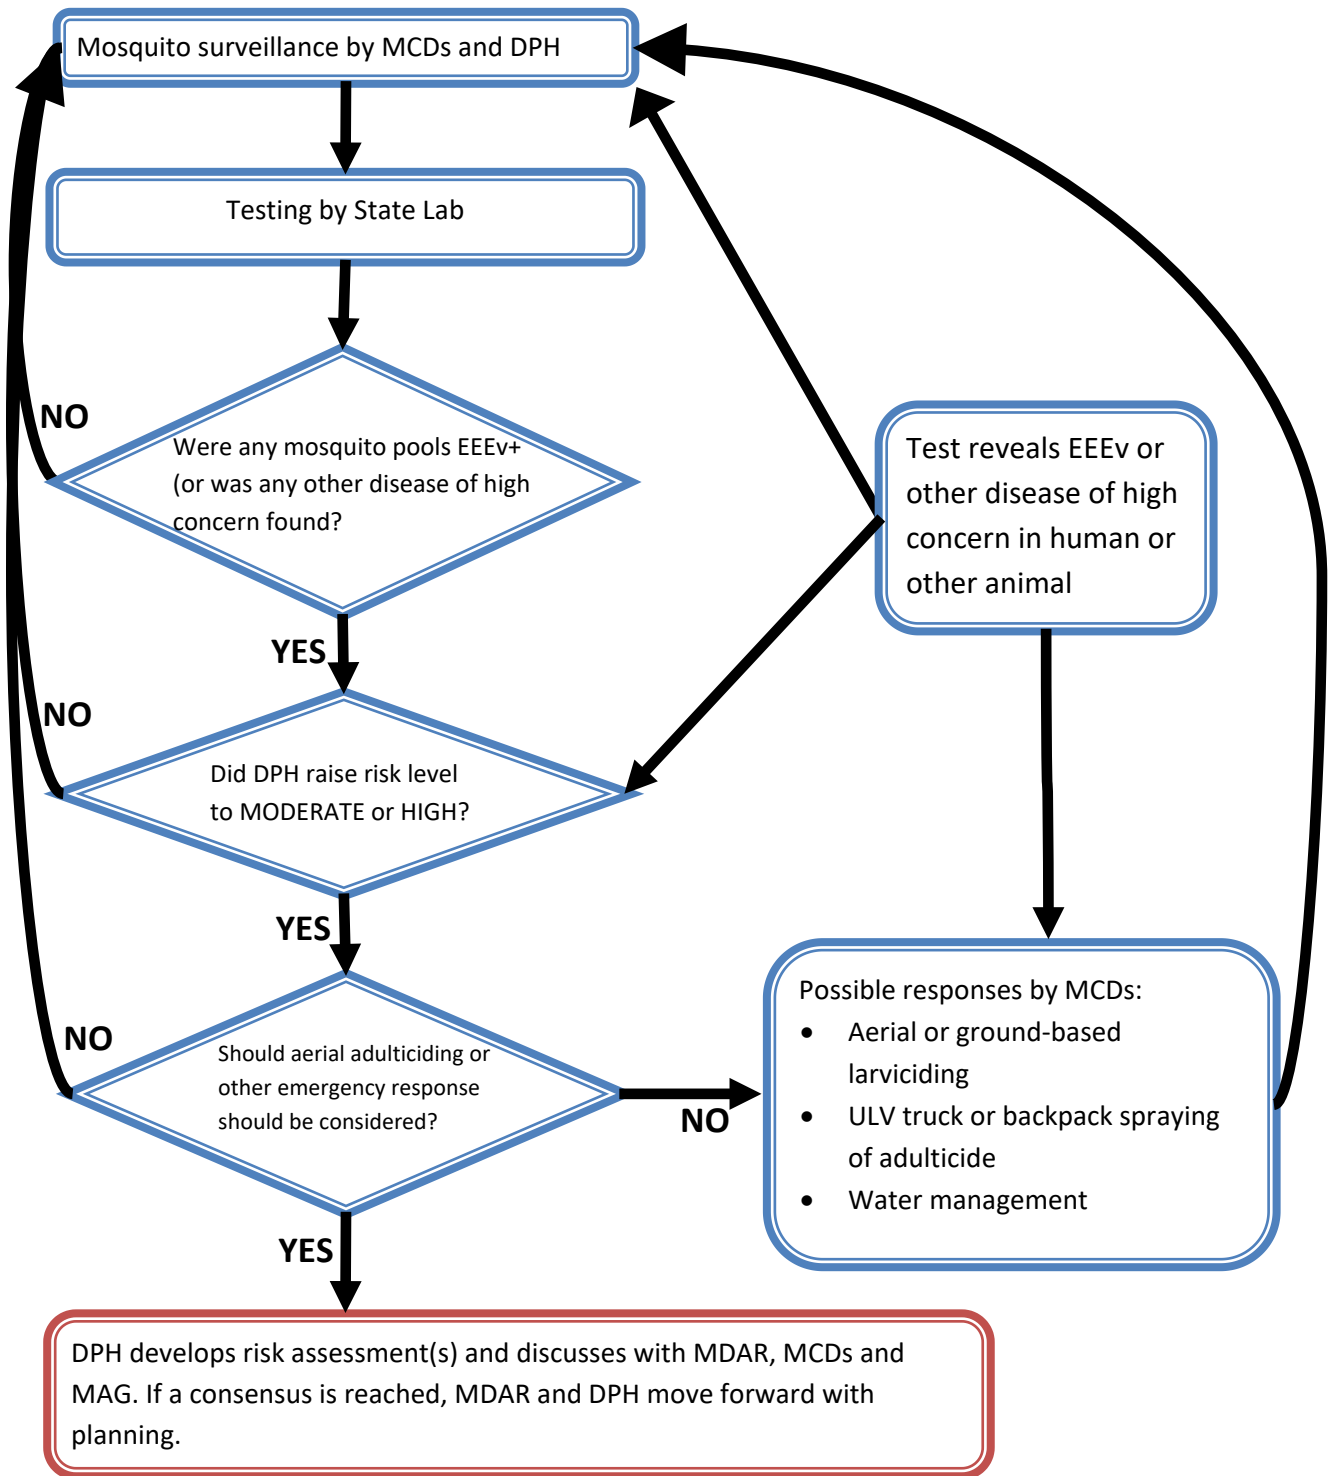 Mosquito surveillance by MCDs and DPH
Testing by State Lab
NO
Were any mosquito pools EEEv+
(or was any other disease of high
concern found?
Test reveals EEEv or
other disease of high
concern in human or
other animal
YES
NO
Did DPH raise risk level
to MODERATE or HIGH?
YES
NO
Should aerial adulticiding or
other emergency response
should be considered?
NO
Possible responses by MCDs:
• Aerial or ground-based
larviciding
• ULV truck or backpack spraying
of adulticide
• Water management
YES
DPH develops risk assessment(s) and discusses with MDAR, MCDs and
MAG. If a consensus is reached, MDAR and DPH move forward with
planning.